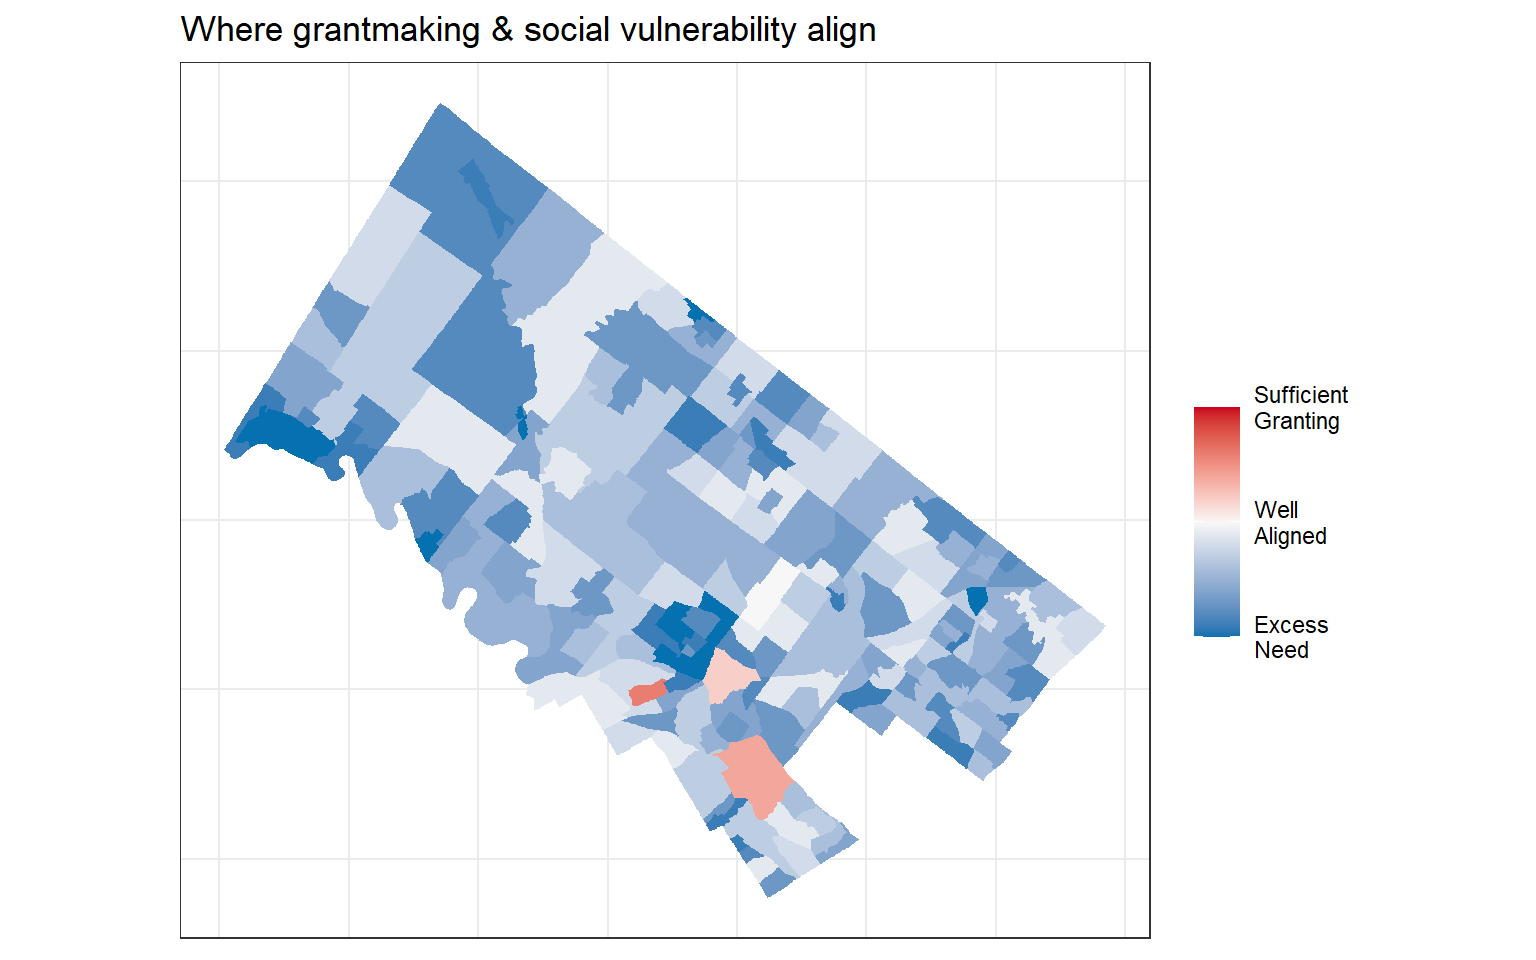 Where grantmaking & social vulnerability align
Sufficient
Granting
Well
Aligned
Excess
Need